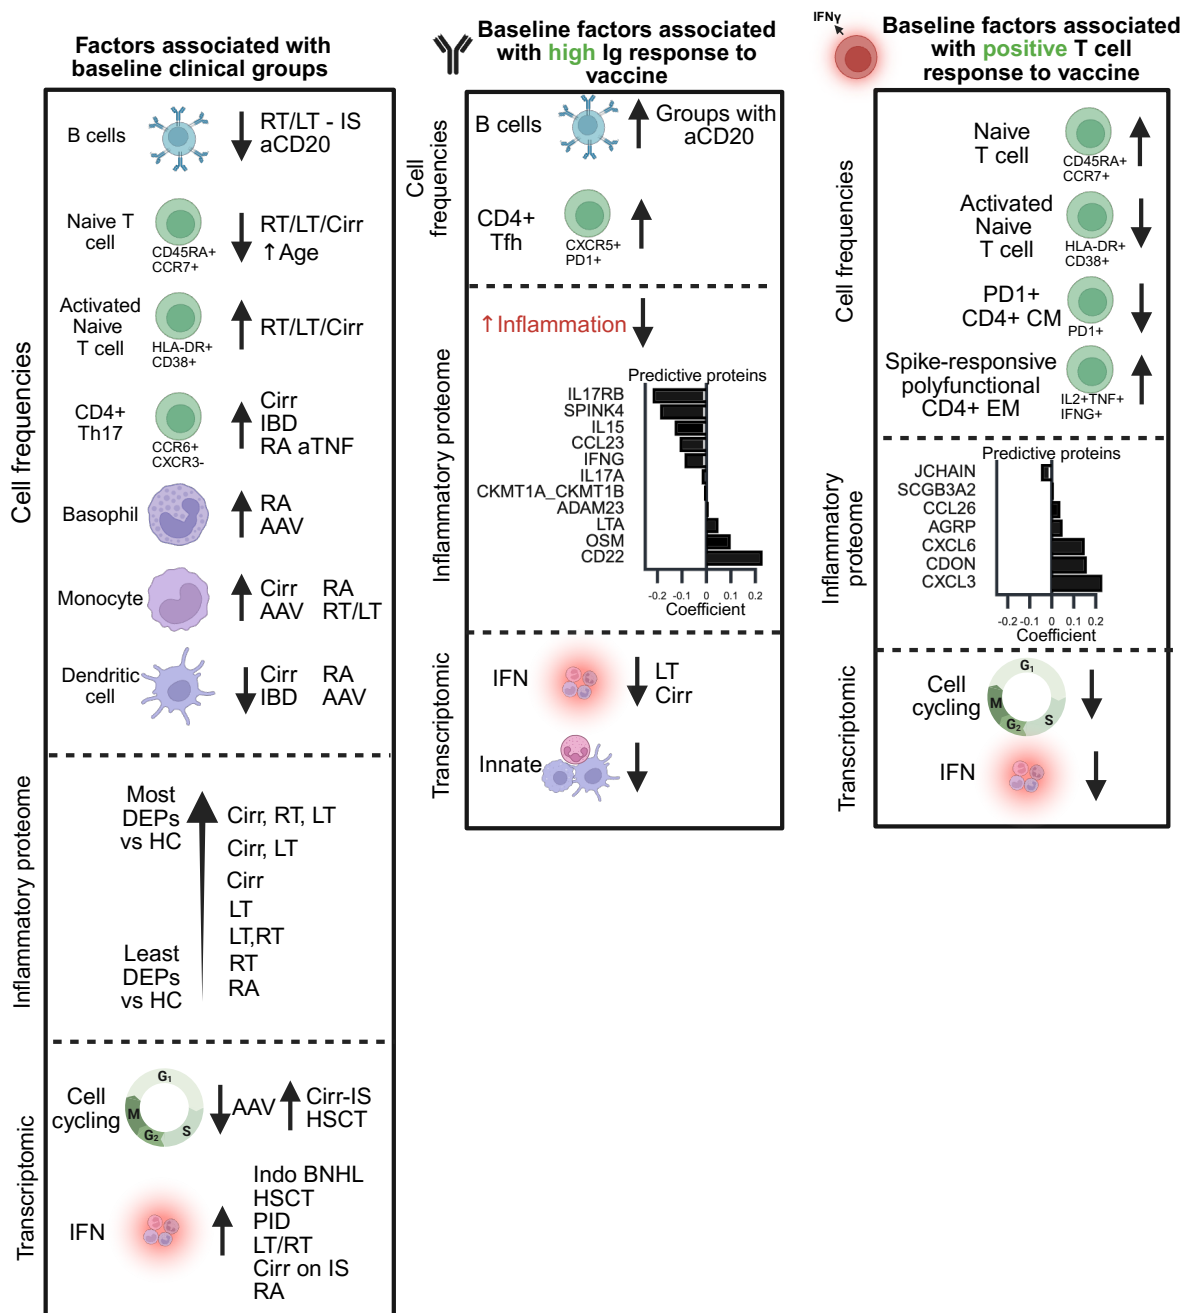 Factors associated with
baseline clinical groups
Cell frequencies
B cells
RT/LT - IS
aCD20
Naive T
cell
CD45RA+
CCR7+
RT/LT/Cirr
↑Age
Activated
Naive
T cell
HLA-DR+
CD38+
RT/LT/Cirr
CD4+
Th17
CCR6+
CXCR3-
Cirr
IBD
RA aTNF
Basophil
RA
AAV
Monocyte
Cirr RA
AAV RT/LT
Dendritic
cell
Cirr RA
IBD AAV
Inflammatory proteome
Most
DEPs
vs HC
Cirr, RT, LT
Cirr, LT
Cirr
LT
LT,RT
RT
RA
Least
DEPs
vs HC
Transcriptomic
Cell
cycling
G1
M
G2
S
AAV
Cirr-IS
HSCT
IFN
Indo BNHL
HSCT
PID
LT/RT
Cirr on IS
RA
Baseline factors associated
with high Ig response to
vaccine
Cell
frequencies
B cells
Groups with
aCD20
CD4+
Tfh
CXCR5+
PD1+
Inflammatory proteome
↑Inflammation
Predictive proteins
IL17RB
SPINK4
IL15
CCL23
IFNG
IL17A
CKMT1A_CKMT1B
ADAM23
LTA
OSM
CD22
-0.2 -0.1 0 0.1 0.2
Coefficient
Transcriptomic
IFN
LT
Cirr
Innate
IFNγ
Baseline factors associated
with positive T cell
response to vaccine
Cell frequencies
Naive
T cell
CD45RA+
CCR7+
Activated
Naive
T cell
HLA-DR+
CD38+
PD1+
CD4+ CM
PD1+
Spike-responsive
polyfunctional
CD4+ EM
IL2+TNF+
IFNG+
Inflammatory
proteome
Predictive proteins
JCHAIN
SCGB3A2
CCL26
AGRP
CXCL6
CDON
CXCL3
-0.2 -0.1 0 0.1 0.2
Coefficient
Transcriptomic
Cell
cycling
G1
M
G2
S
IFN